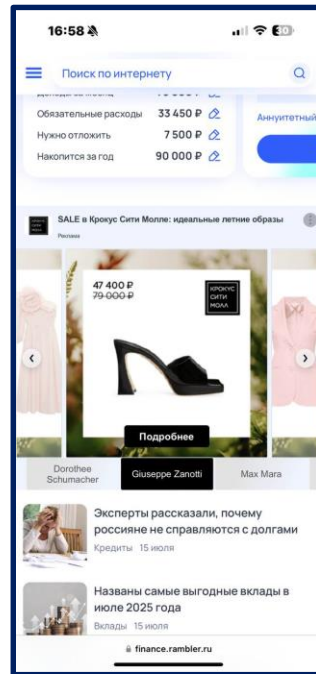 16:58
30
Поиск по интернету
Обязательные расходы 33 450 ₽
Аннуитетный
Нужно отложить 7 500 ₽
Накопится за год 90 000 ₽
SALE в Крокус Сити Молле: идеальные летние образы
Реклама
47 400 ₽
79 000 ₽
КРОКУС
СИТИ
МОЛЛ
Подробнее
Dorothee
Schumacher
Giuseppe Zanotti
Max Mara
Эксперты рассказали, почему
россияне не справляются с долгами
Кредиты 15 июля
Названы самые выгодные вклады в
июле 2025 года
Вклады 15 июля
finance.rambler.ru